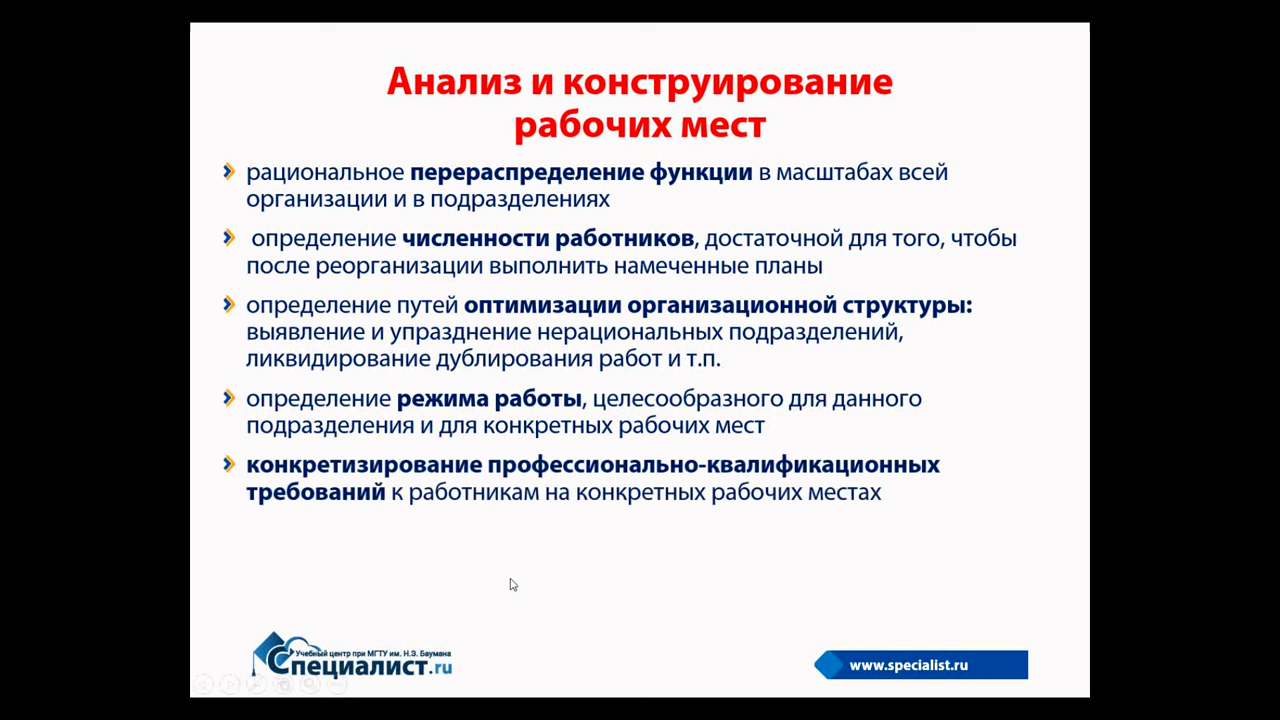 Анализ и конструирование
рабочих мест
рациональное перераспределение функции в масштабах всей
организации и в подразделениях
определение численности работников, достаточной для того, чтобы
после реорганизации выполнить намеченные планы
определение путей оптимизации организационной структуры:
выявление и упразднение нерациональных подразделений,
ликвидирование дублирования работ и т.п.
определение режима работы, целесообразного для данного
подразделения и для конкретных рабочих мест
конкретизирование профессионально-квалификационных
требований к работникам на конкретных рабочих местах
Учебный центр при МГТУ им. Н.Э. Баумана
Специалист.ru
www.specialist.ru